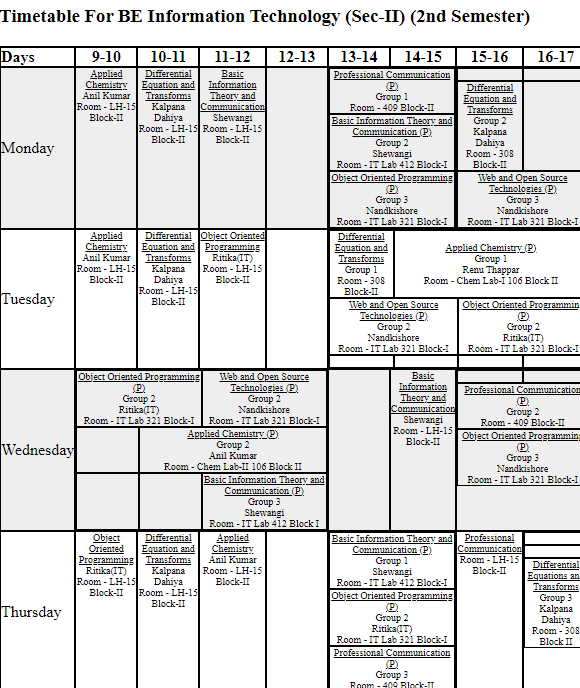 Timetable For BE Information Technology (Sec-II) (2nd Semester)
Days 9-10 10-11 11-12 12-13 13-14 14-15 15-16 16-17
Monday
Applied
Chemistry
Anil Kumar
Room - LH-15
Block-II
Differential
Equation and
Transforms
Kalpana
Dahiya
Room - LH-15
Block-II
Basic
Information
Theory and
Communication
Shewangi
Room - LH-15
Block-II
Professional Communication
(P)
Group 1
Room - 409 Block-II
Basic Information Theory and
Communication (P)
Group 2
Shewangi
Room - IT Lab 412 Block-I
Object Oriented Programming
(P)
Group 3
Nandkishore
Room - IT Lab 321 Block-I
Differential
Equation and
Transforms
Group 2
Kalpana
Dahiya
Room - 308
Block-II
Web and Open Source
Technologies (P)
Group 3
Nandkishore
Room - IT Lab 321 Block-I
Tuesday
Applied
Chemistry
Anil Kumar
Room - LH-15
Block-II
Differential
Equation and
Transforms
Kalpana
Dahiya
Room - LH-15
Block-II
Object Oriented
Programming
Ritika(IT)
Room - LH-15
Block-II
Differential
Equation and
Transforms
Group 1
Room - 308
Block-II
Applied Chemistry (P)
Group 1
Renu Thappar
Room - Chem Lab-I 106 Block II
Web and Open Source
Technologies (P)
Group 2
Nandkishore
Room - IT Lab 321 Block-I
Object Oriented Programmin
(P)
Group 2
Ritika(IT)
Room - IT Lab 321 Block-I
Wednesday
Object Oriented Programming
(P)
Group 2
Ritika(IT)
Room - IT Lab 321 Block-I
Web and Open Source
Technologies (P)
Group 2
Nandkishore
Room - IT Lab 321 Block-I
Applied Chemistry (P)
Group 2
Anil Kumar
Room - Chem Lab-II 106 Block II
Basic Information Theory and
Communication (P)
Group 3
Shewangi
Room - IT Lab 412 Block I
Basic
Information
Theory and
Communication
Shewangi
Room - LH-15
Block-II
Professional Communication
(P)
Group 2
Room - 409 Block-II
Object Oriented Programming
(P)
Group 3
Nandkishore
Room - IT Lab 321 Block-I
Thursday
Object
Oriented
Programming
Ritika(IT)
Room - LH-15
Block-II
Differential
Equation and
Transforms
Kalpana
Dahiya
Room - LH-15
Block-II
Applied
Chemistry
Anil Kumar
Room - LH-15
Block-II
Basic Information Theory and
Communication (P)
Group 1
Shewangi
Room - IT Lab 412 Block-I
Object Oriented Programming
(P)
Group 2
Ritika(IT)
Room - IT Lab 321 Block-I
Professional Communication
(P)
Group 3
Room - 409 Block-II
Professional
Communication
Room - LH-15
Block-II
Differential
Equations an
Transforms
Group 3
Kalpana
Dahiya
Room - 308
Block II